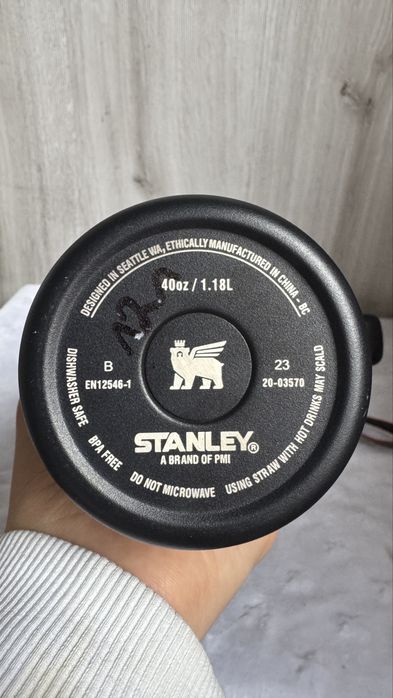 DESIGNED IN SEATTLE WA, ETHICALLY MANUFACTURED IN CHINA - BC
40oz / 1.18L
B
EN12546-1
23
20-03570
STANLEY®
A BRAND OF PMI
DISHWASHER SAFE BPA FREE DO NOT MICROWAVE USING STRAW WITH HOT DRINKS MAY SCALD